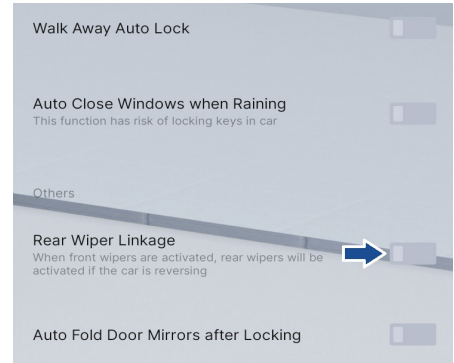 Walk Away Auto Lock
Auto Close Windows when Raining
This function has risk of locking keys in car
Others
Rear Wiper Linkage
When front wipers are activated, rear wipers will be
activated if the car is reversing
Auto Fold Door Mirrors after Locking